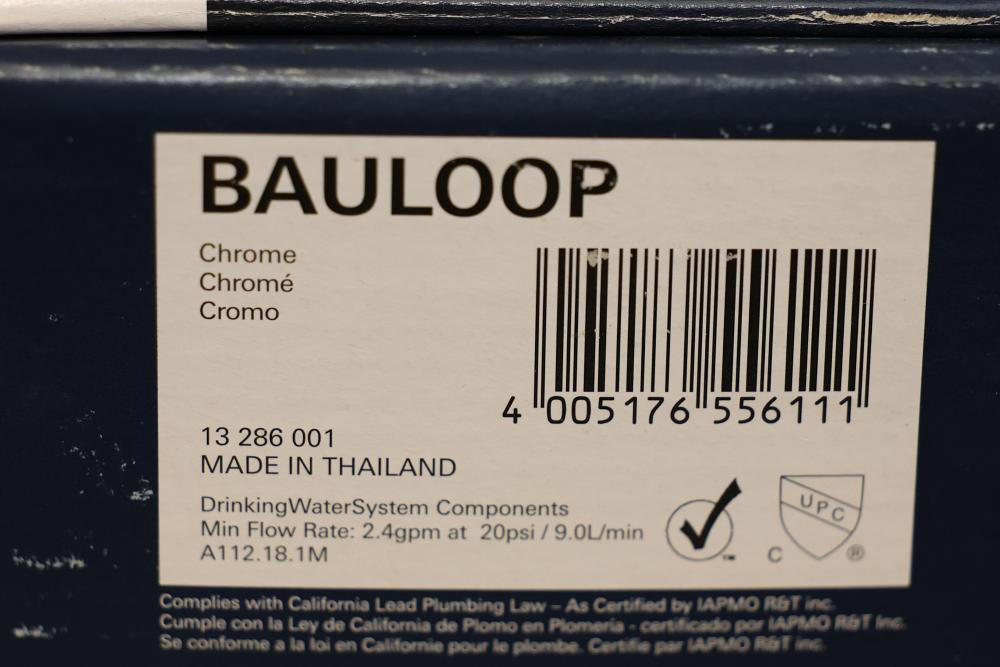 BAULOOP
Chrome
Chromé
Cromo
4 005176 556111
13 286 001
MADE IN THAILAND
DrinkingWaterSystem Components
Min Flow Rate: 2.4gpm at 20psi / 9.0L/min
A112.18.1M
TM
UPC
C ®
Complies with California Lead Plumbing Law – As Certified by IAPMO R&T inc.
Cumple con la Ley de California de Plomo en Plomeria - certificado por IAPMO R&T Inc.
Se conforme a la loi en Californie pour le plombe. Certifie par IAPMO R&T inc.